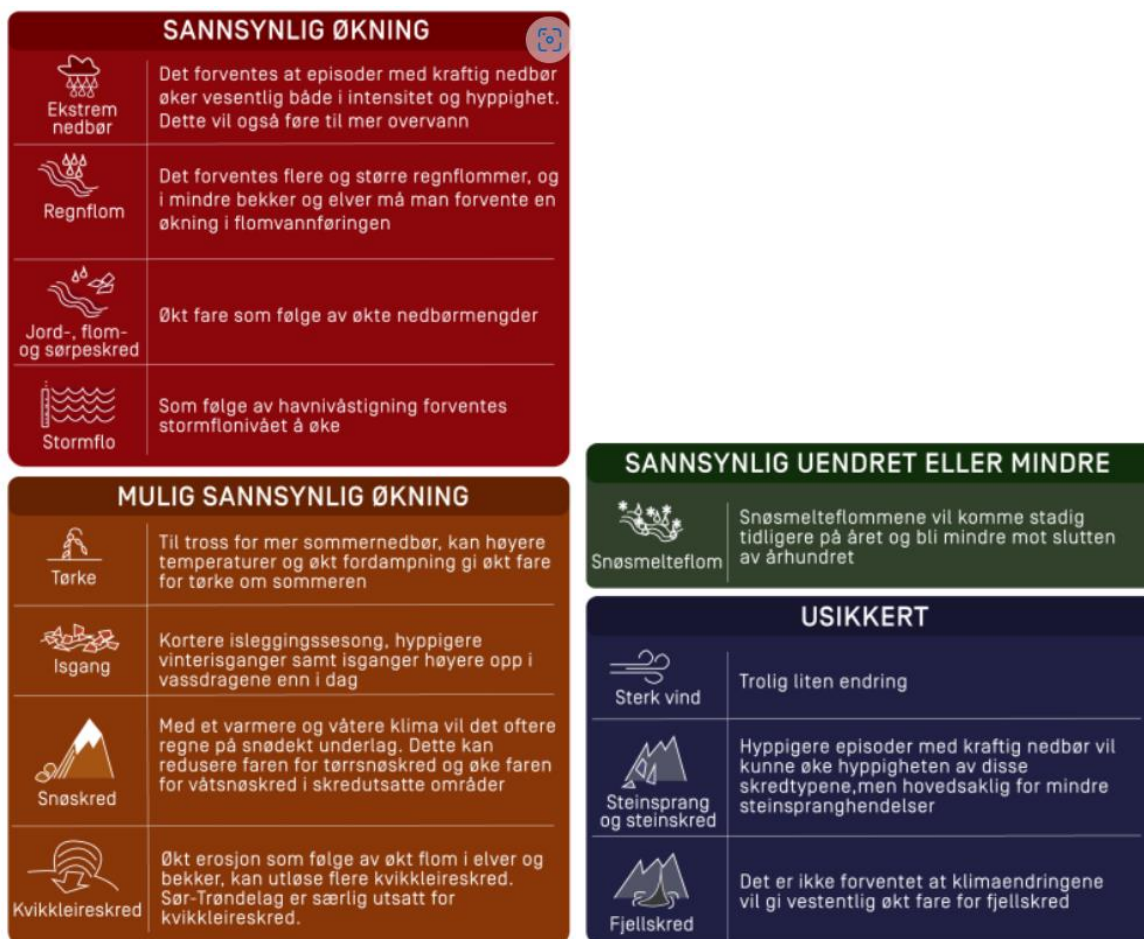 SANNSYNLIG ØKNING
Ekstrem
nedbør
Det forventes at episoder med kraftig nedbør
øker vesentlig både i intensitet og hyppighet.
Dette vil også føre til mer overvann
Regnflom
Det forventes flere og større regnflommer, og
i mindre bekker og elver må man forvente en
økning i flomvannføringen
Jord-, flom-
og sørpeskred
Økt fare som følge av økte nedbørmengder
Stormflo
Som følge av havnivåstigning forventes
stormflonivået å øke
MULIG SANNSYNLIG ØKNING
Tørke
Til tross for mer sommernedbør, kan høyere
temperaturer og økt fordampning gi økt fare
for tørke om sommeren
Isgang
Kortere isleggingssesong, hyppigere
vinterisganger samt isganger høyere opp i
vassdragene enn i dag
Snøskred
Med et varmere og våtere klima vil det oftere
regne på snødekt underlag. Dette kan
redusere faren for tørrsnøskred og øke faren
for våtsnøskred i skredutsatte områder
Kvikkleireskred
Økt erosjon som følge av økt flom i elver og
bekker, kan utløse flere kvikkleireskred.
Sør-Trøndelag er særlig utsatt for
kvikkleireskred.
SANNSYNLIG UENDRET ELLER MINDRE
Snøsmelteflom
Snøsmelteflommene vil komme stadig
tidligere på året og bli mindre mot slutten
av århundret
USIKKERT
Sterk vind
Trolig liten endring
Steinsprang
og steinskred
Hyppigere episoder med kraftig nedbør vil
kunne øke hyppigheten av disse
skredtypene,men hovedsaklig for mindre
steinspranghendelser
Fjellskred
Det er ikke forventet at klimaendringene
vil gi vestentlig økt fare for fjellskred